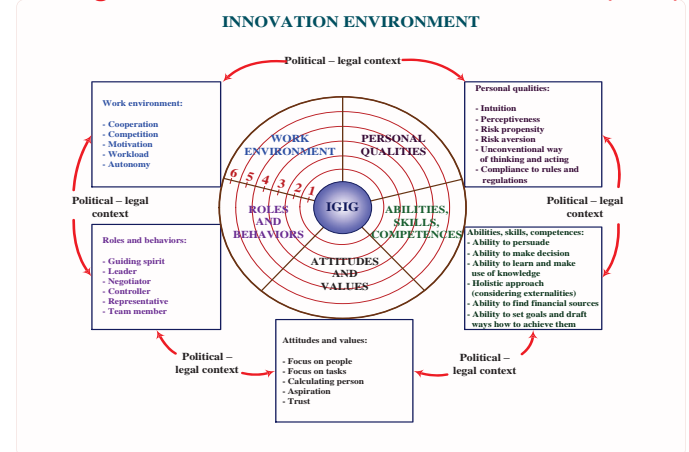 INNOVATION ENVIRONMENT
Political – legal context
Work environment:
- Cooperation
- Competition
- Motivation
- Workload
- Autonomy
Personal qualities:
- Intuition
- Perceptiveness
- Risk propensity
- Risk aversion
- Unconventional way
of thinking and acting
- Compliance to rules and
regulations
WORK
ENVIRONMENT
PERSONAL
QUALITIES
6 5 4 3 2 1
IGIG
ROLES
AND
BEHAVIORS
ABILITIES,
SKILLS,
COMPETENCES
ATTITUDES
AND
VALUES
Political – legal
context
Political – legal
context
Roles and behaviors:
- Guiding spirit
- Leader
- Negotiator
- Controller
- Representative
- Team member
Abilities, skills, competences:
- Ability to persuade
- Ability to make decision
- Ability to learn and make
use of knowledge
- Holistic approach
(considering externalities)
- Ability to find financial sources
- Ability to set goals and draft
ways how to achieve them
Political –
legal context
Attitudes and values:
- Focus on people
- Focus on tasks
- Calculating person
- Aspiration
- Trust
Political –
legal context